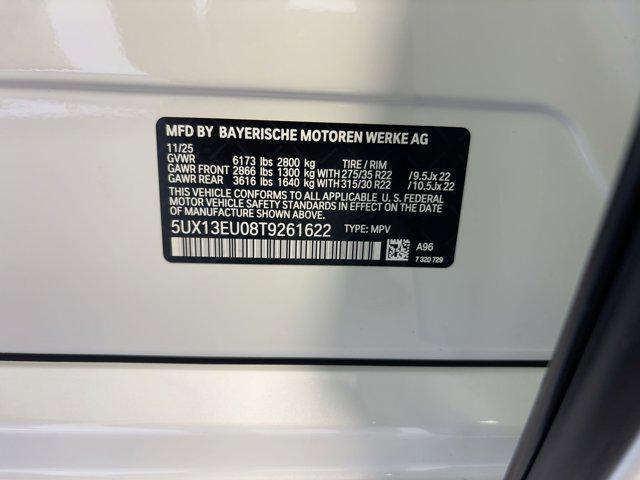 MFD BY BAYERISCHE MOTOREN WERKE AG
11/25
GVWR 6173 lbs 2800 kg TIRE / RIM
GAWR FRONT 2866 lbs 1300 kg WITH 275/35 R22 /9.5Jx 22
GAWR REAR 3616 lbs 1640 kg WITH 315/30 R22 /10.5Jx 22
THIS VEHICLE CONFORMS TO ALL APPLICABLE U. S. FEDERAL
MOTOR VEHICLE SAFETY STANDARDS IN EFFECT
ON THE DATE OF MANUFACTURE SHOWN ABOVE.
5UX13EU08T9261622 TYPE: MPV
A96
7 320 729